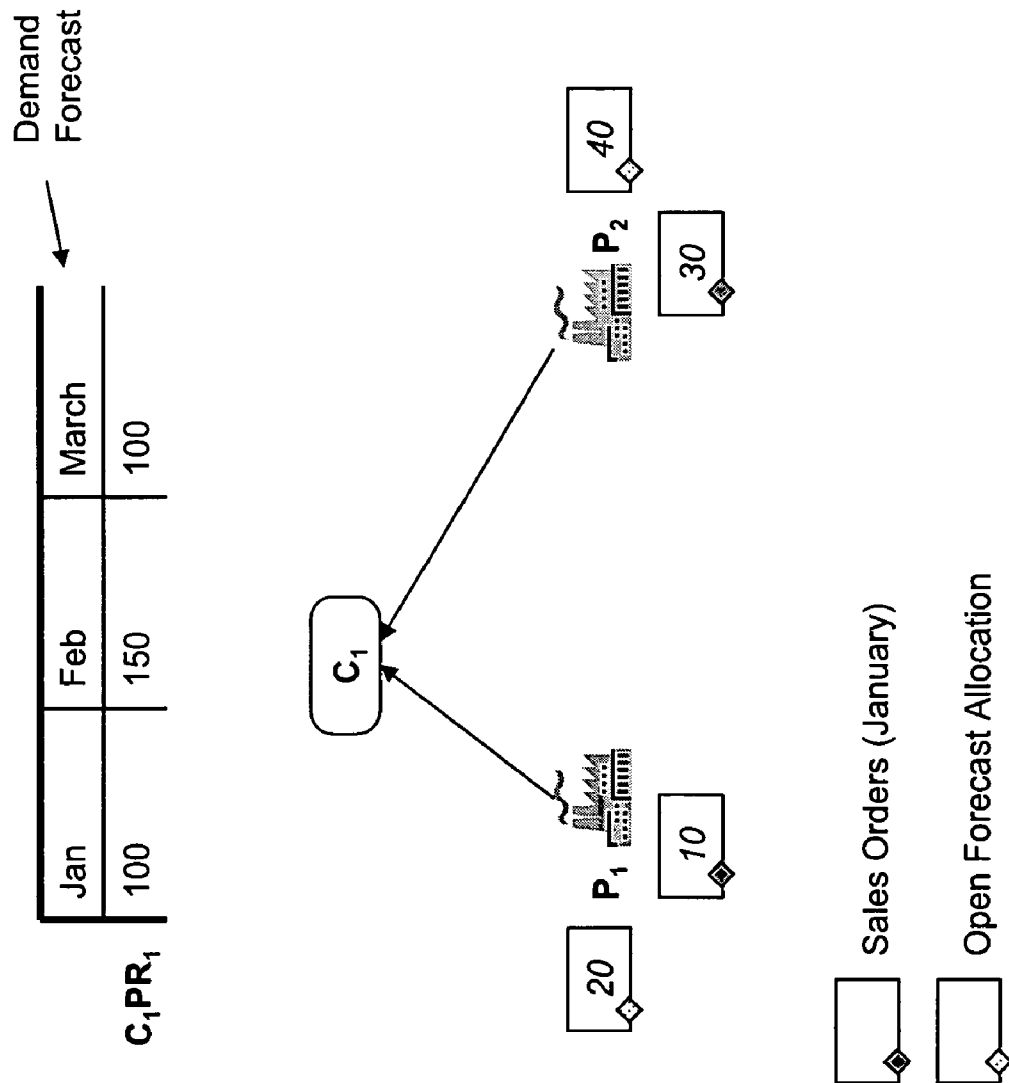 Demand
Forecast
Jan Feb March
C₁PR₁ 100 150 100
C₁
20 P₁ P₂ 40
10 30
Sales Orders (January)
Open Forecast Allocation